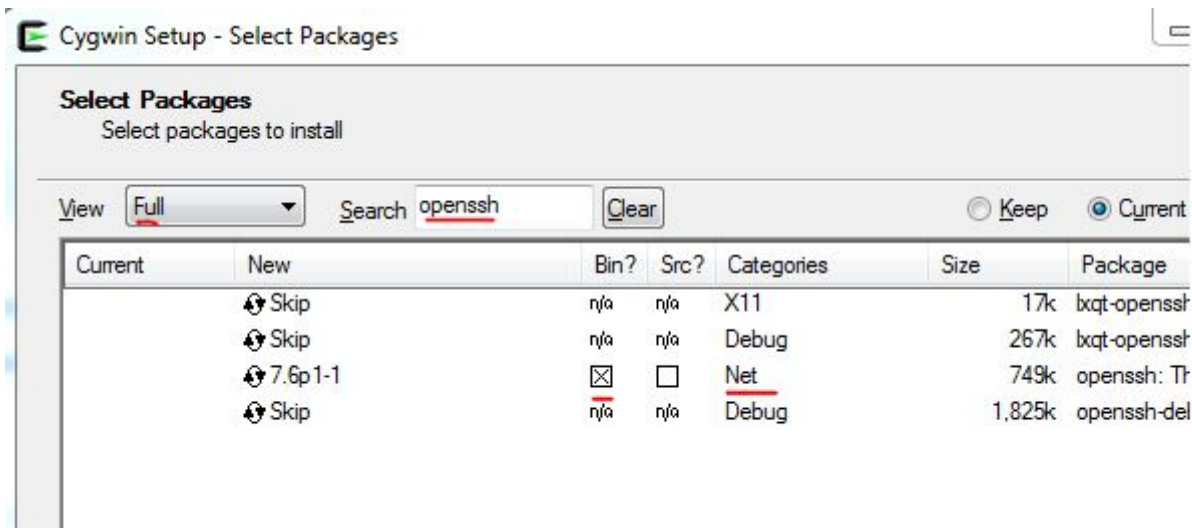 Cygwin Setup - Select Packages
Select Packages
Select packages to install
View Full Search openssh Clear Keep Current
Current New Bin? Src? Categories Size Package
Skip n/a n/a X11 17k lxqt-openssh
Skip n/a n/a Debug 267k lxqt-openssh
7.6p1-1 Net 749k openssh: Th
Skip n/a n/a Debug 1,825k openssh-del